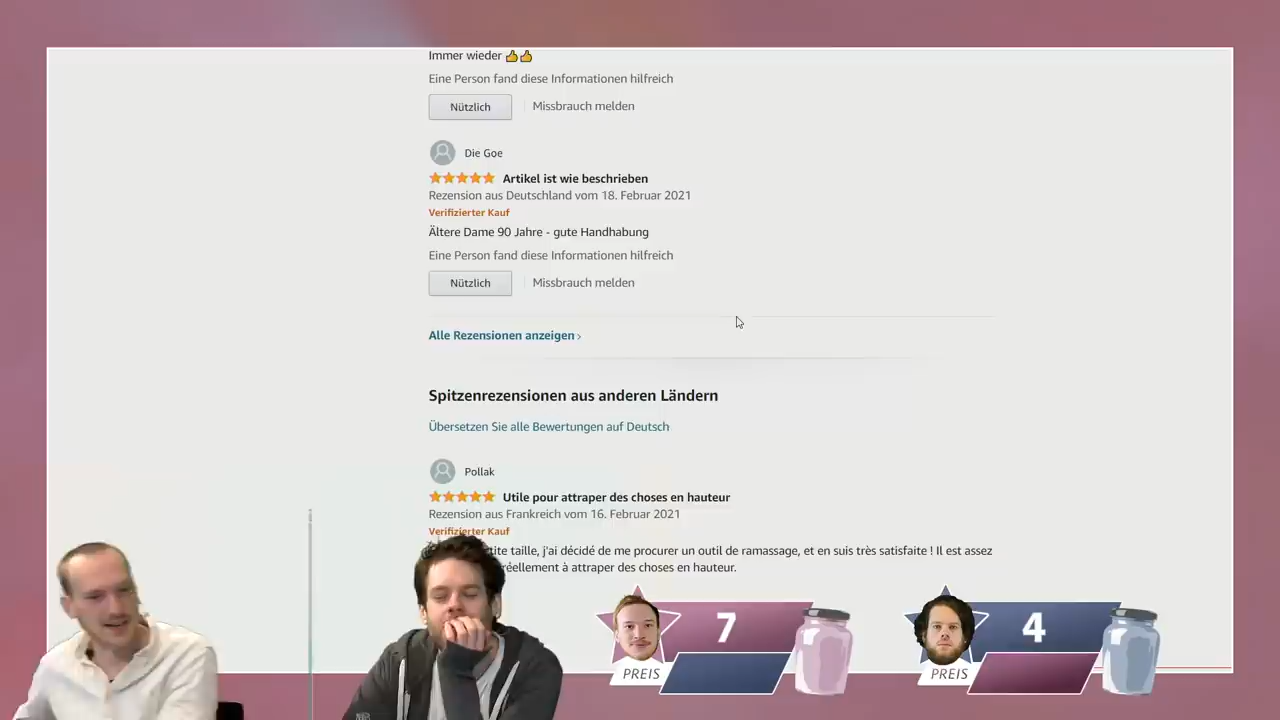 Immer wieder 👍👍
Eine Person fand diese Informationen hilfreich
Nützlich Missbrauch melden
Die Goe
Artikel ist wie beschrieben
Rezension aus Deutschland vom 18. Februar 2021
Verifizierter Kauf
Ältere Dame 90 Jahre - gute Handhabung
Eine Person fand diese Informationen hilfreich
Nützlich Missbrauch melden
Alle Rezensionen anzeigen ›
Spitzenrezensionen aus anderen Ländern
Übersetzen Sie alle Bewertungen auf Deutsch
Pollak
Utile pour attraper des choses en hauteur
Rezension aus Frankreich vom 16. Februar 2021
Verifizierter Kauf
taille, j'ai décidé de me procurer un outil de ramassage, et en suis très satisfaite ! Il est assez
réellement à attraper des choses en hauteur.
7 4
PREIS PREIS